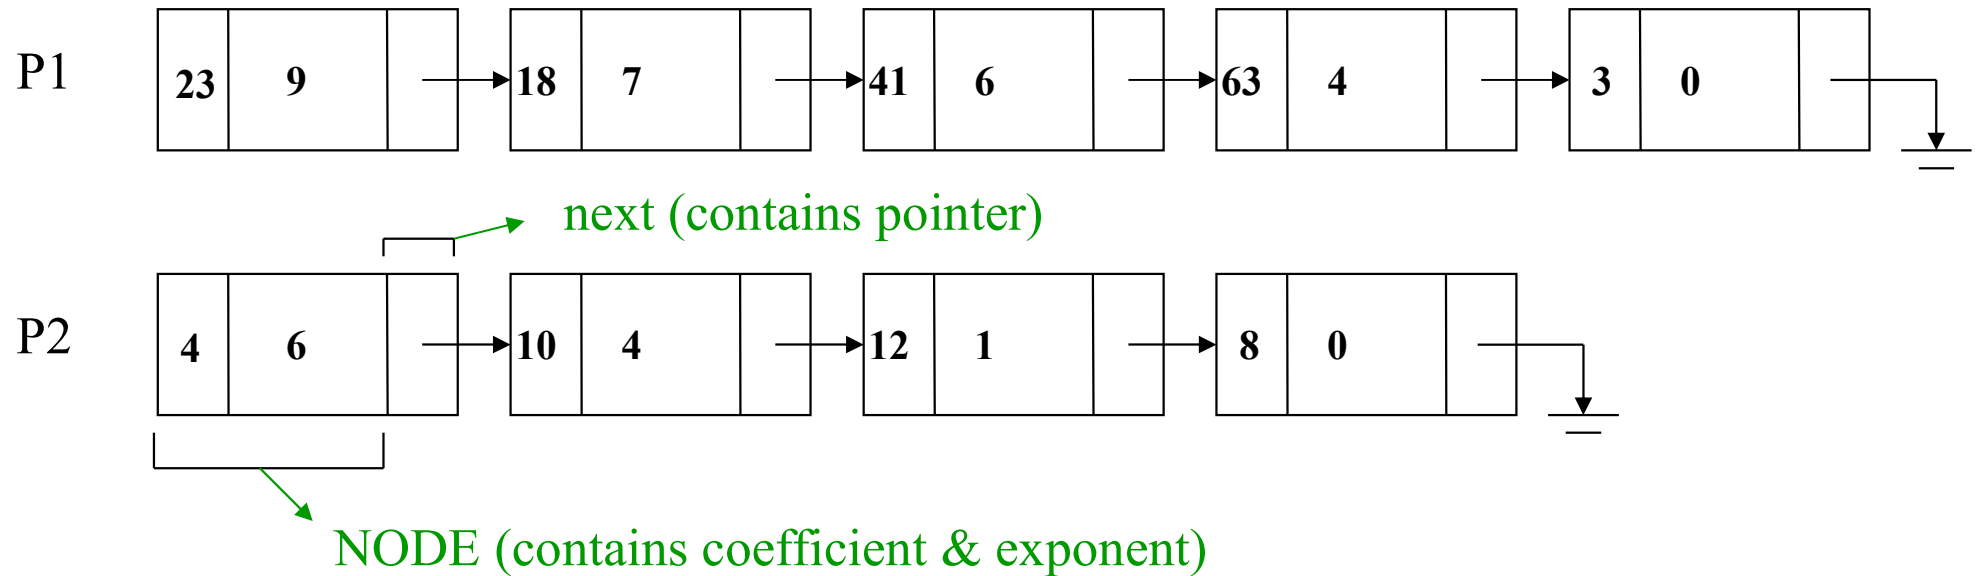 P1 23 9 18 7 41 6 63 4 3 0
next (contains pointer)
P2 4 6 10 4 12 1 8 0
NODE (contains coefficient & exponent)